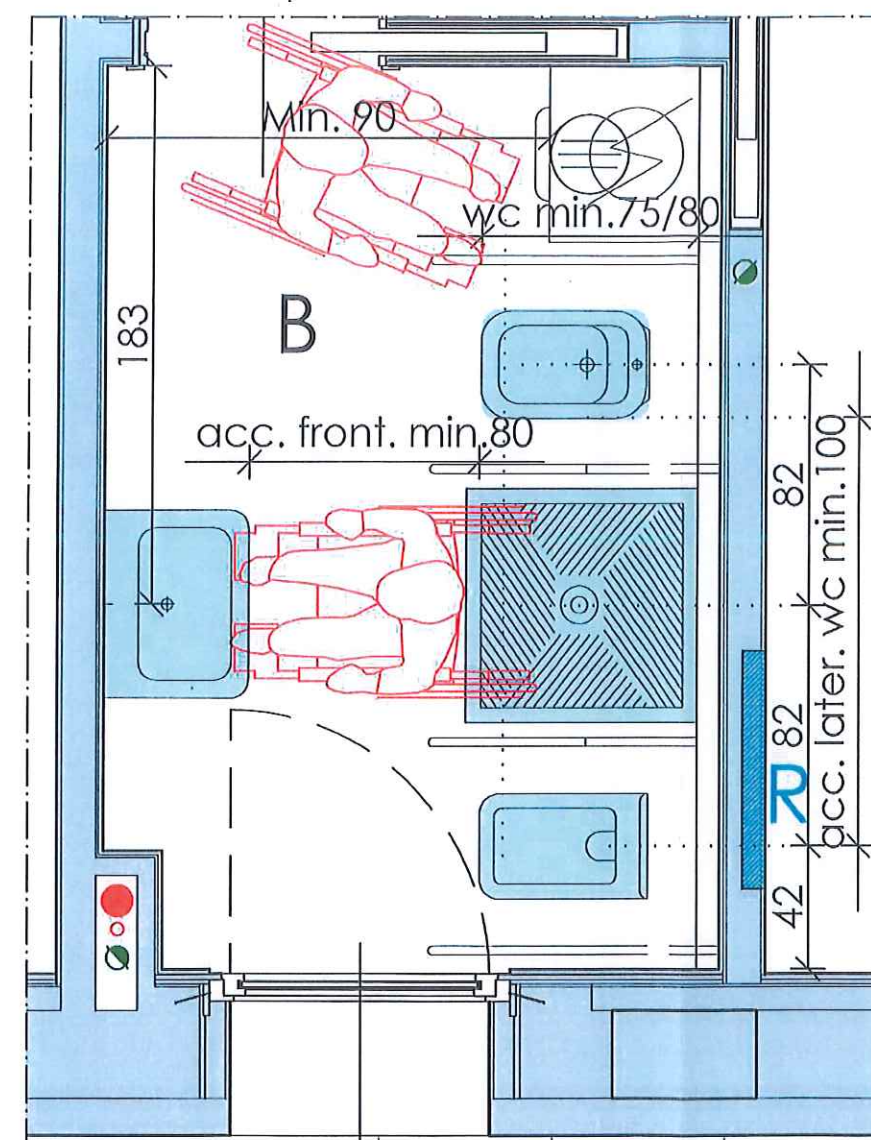 Min. 90
wc min.75/80
183
B
acc. front. min.80
82
acc. later. wc min.100
82
R
42